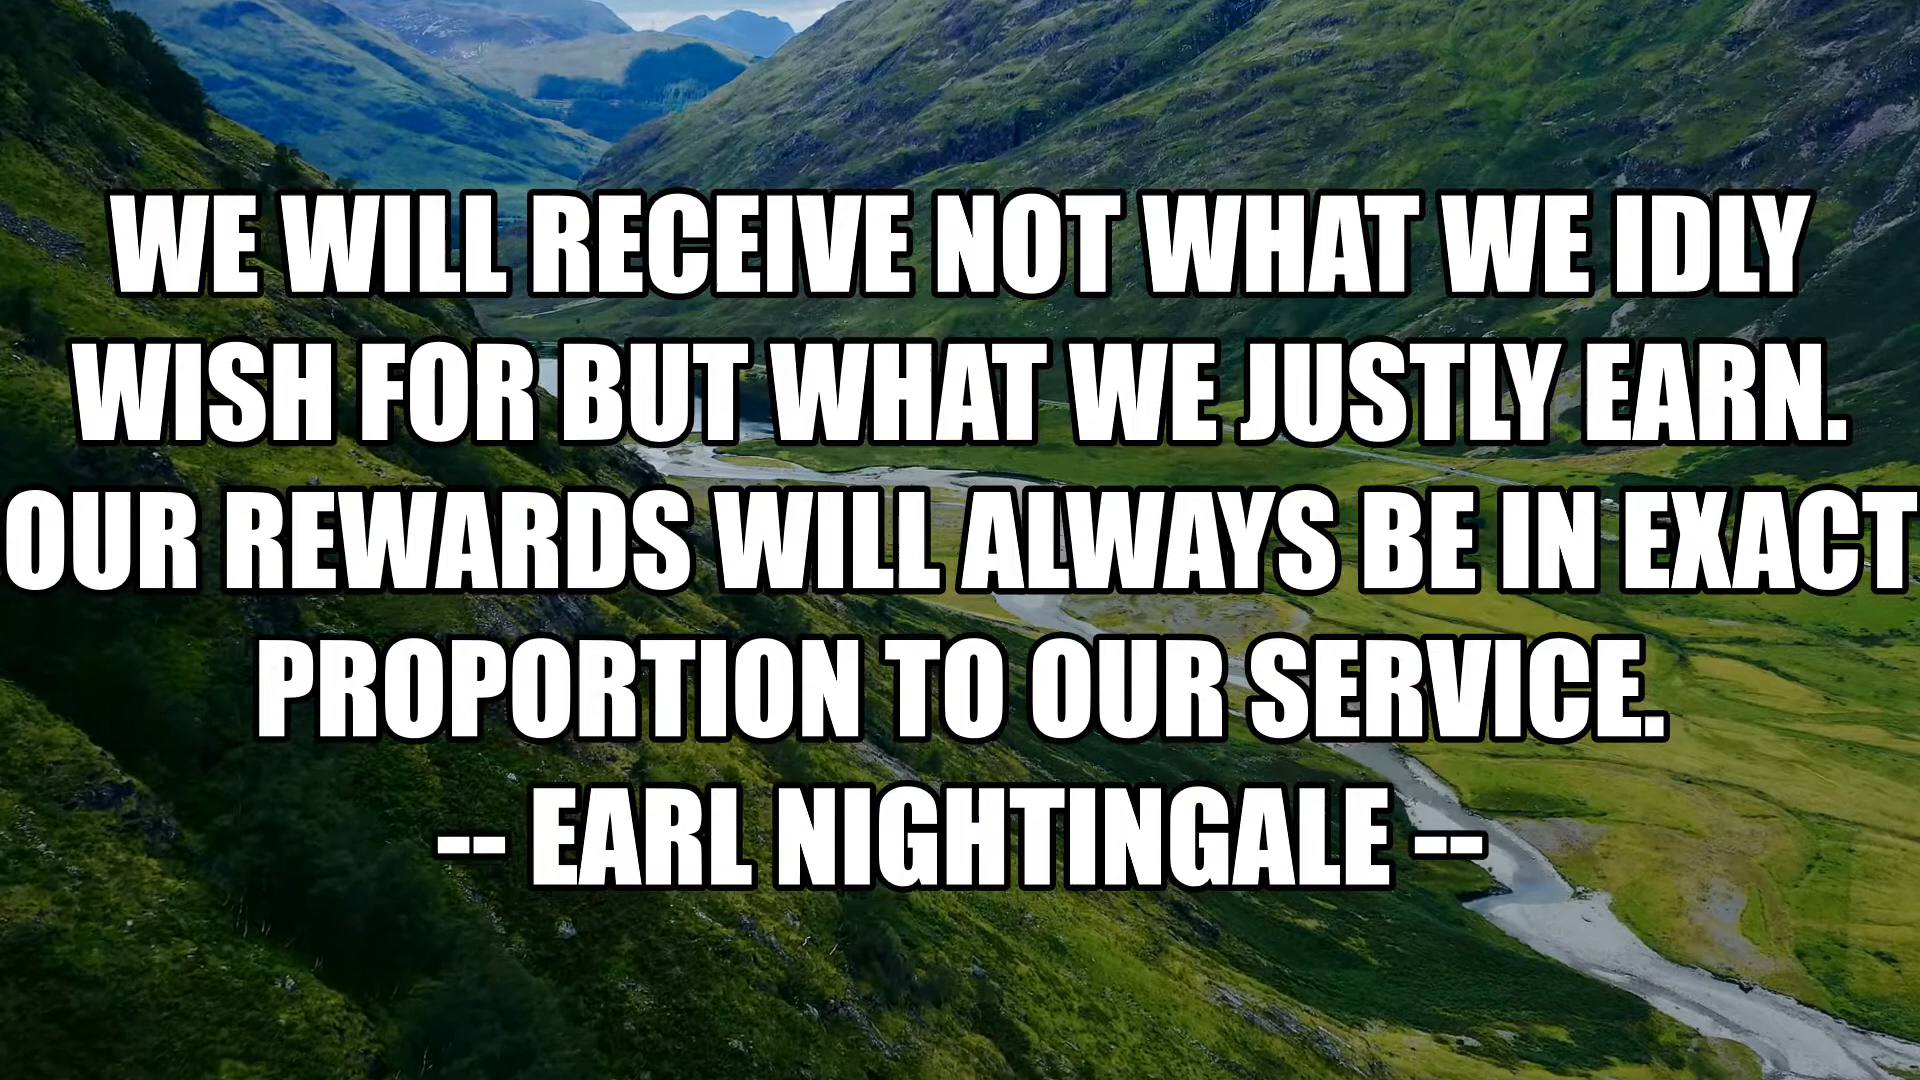 WE WILL RECEIVE NOT WHAT WE IDLY
WISH FOR BUT WHAT WE JUSTLY EARN.
OUR REWARDS WILL ALWAYS BE IN EXACT
PROPORTION TO OUR SERVICE.
-- EARL NIGHTINGALE --